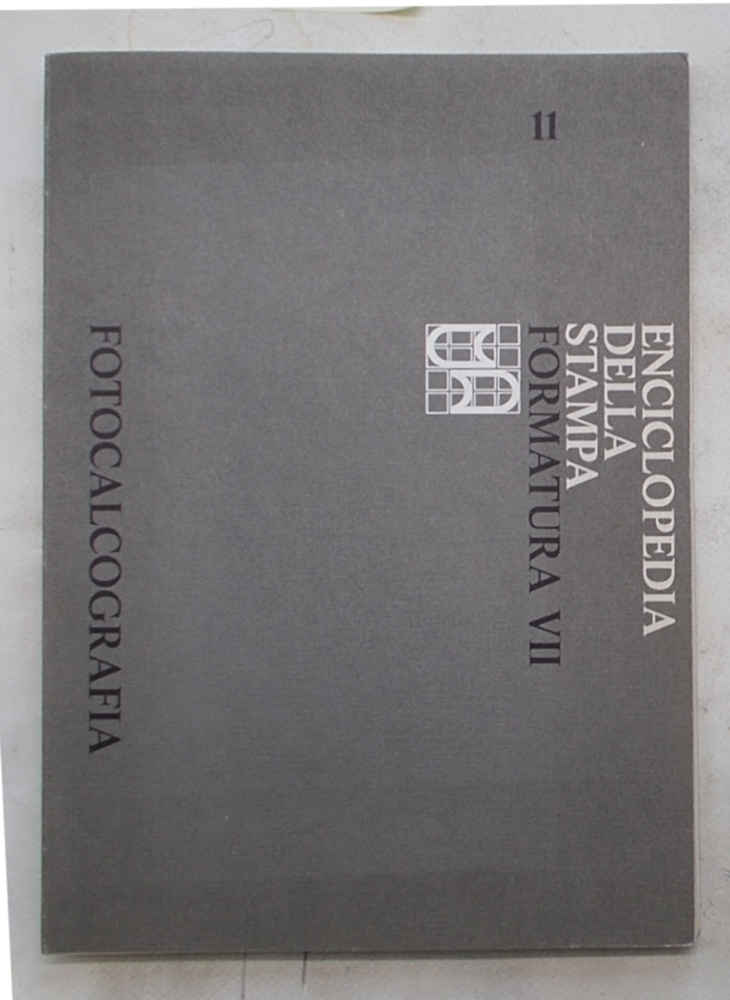 ENCICLOPEDIA
DELLA
STAMPA
11
FORMATURA VII
FOTOCALCOGRAFIA